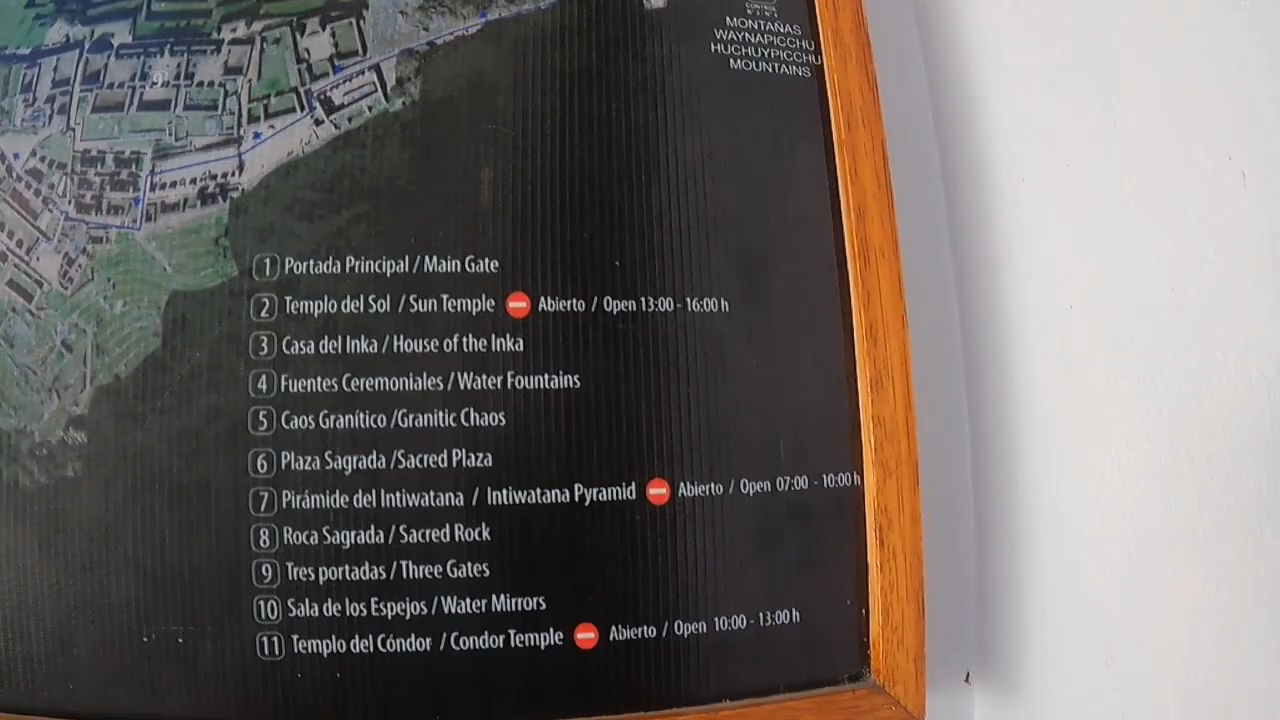 CONTROL
MONTAÑAS
WAYNAPICCHU
HUCHUYPICCHU
MOUNTAINS
1 Portada Principal / Main Gate
2 Templo del Sol / Sun Temple Abierto / Open 13:00 - 16:00 h
3 Casa del Inka / House of the Inka
4 Fuentes Ceremoniales / Water Fountains
5 Caos Granítico /Granitic Chaos
6 Plaza Sagrada /Sacred Plaza
7 Pirámide del Intiwatana / Intiwatana Pyramid Abierto / Open 07:00 - 10:00 h
8 Roca Sagrada / Sacred Rock
9 Tres portadas / Three Gates
10 Sala de los Espejos / Water Mirrors
11 Templo del Cóndor / Condor Temple Abierto / Open 10:00 - 13:00 h